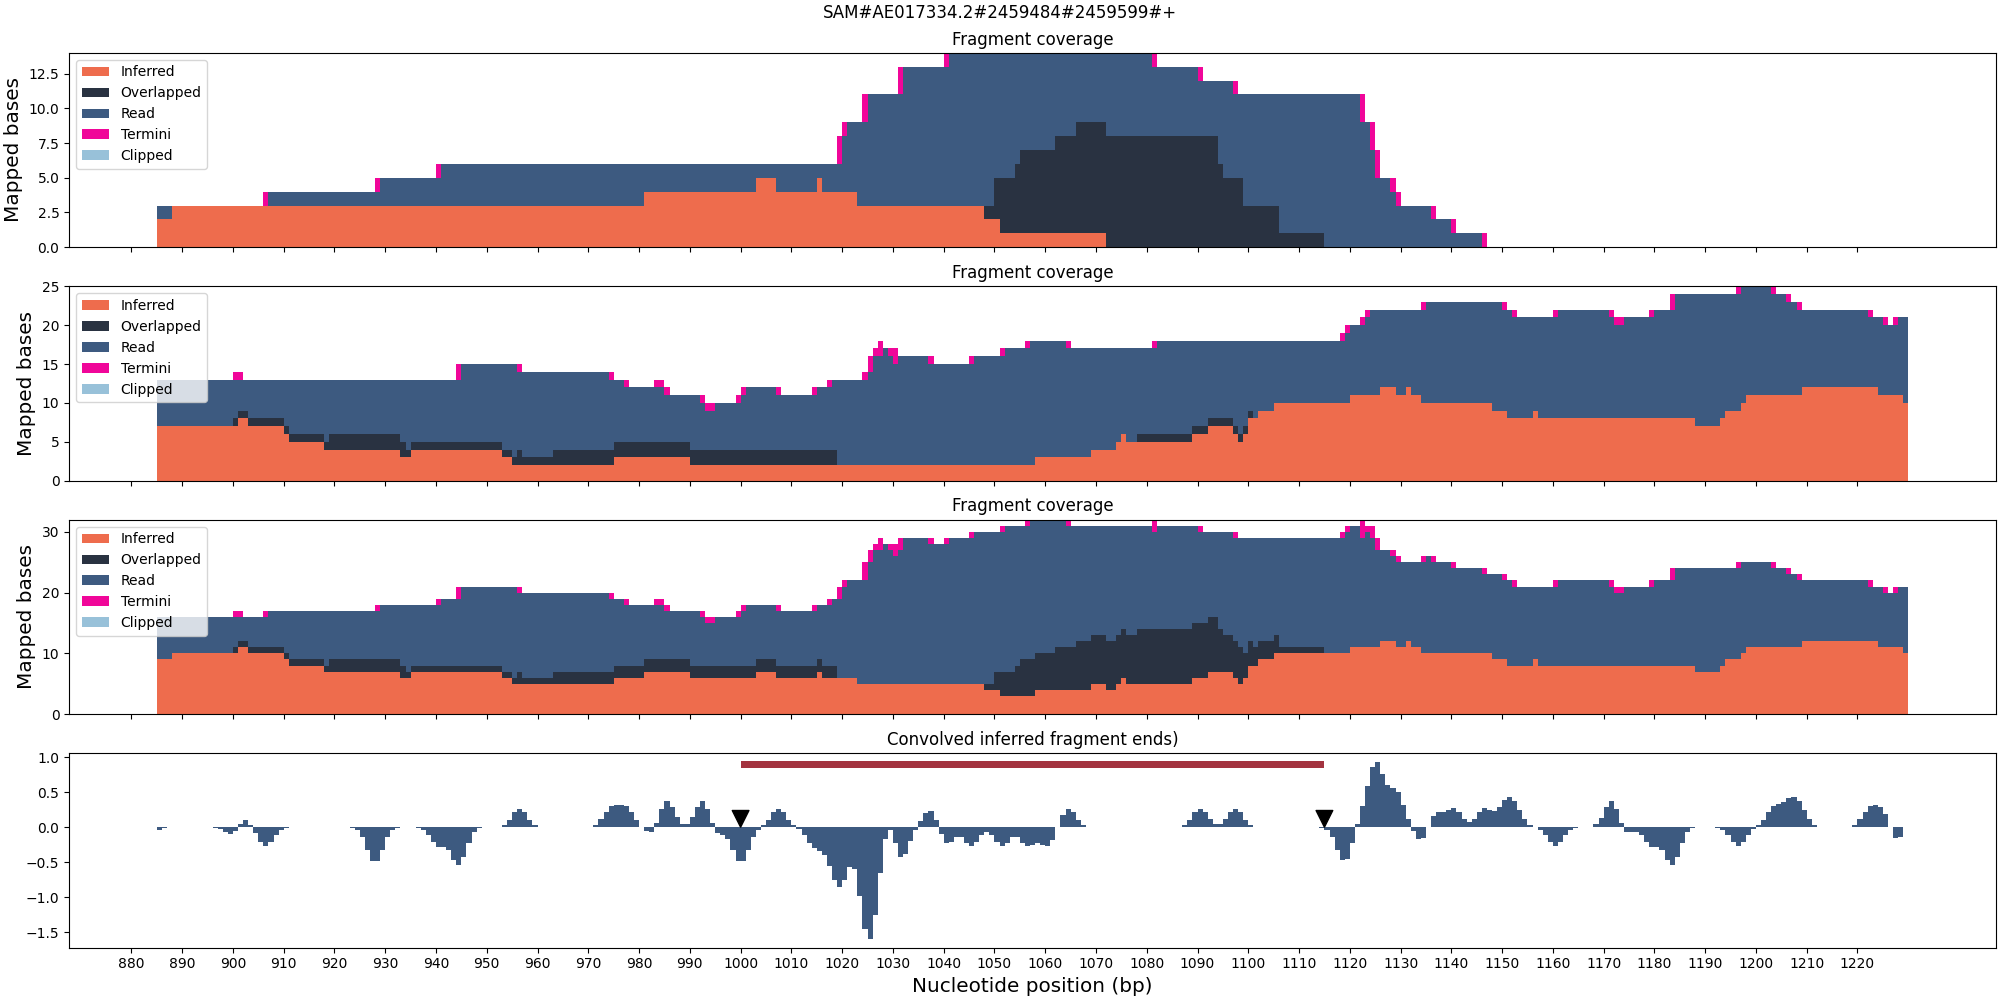 SAM#AE017334.2#2459484#2459599#+
Fragment coverage
Mapped bases
12.5
10.0
7.5
5.0
2.5
0.0
Inferred
Overlapped
Read
Termini
Clipped
Fragment coverage
Mapped bases
25
20
15
10
5
0
Inferred
Overlapped
Read
Termini
Clipped
Fragment coverage
Mapped bases
30
20
10
0
Inferred
Overlapped
Read
Termini
Clipped
Convolved inferred fragment ends)
1.0
0.5
0.0
−0.5
−1.0
−1.5
880 890 900 910 920 930 940 950 960 970 980 990 1000 1010 1020 1030 1040 1050 1060 1070 1080 1090 1100 1110 1120 1130 1140 1150 1160 1170 1180 1190 1200 1210 1220
Nucleotide position (bp)